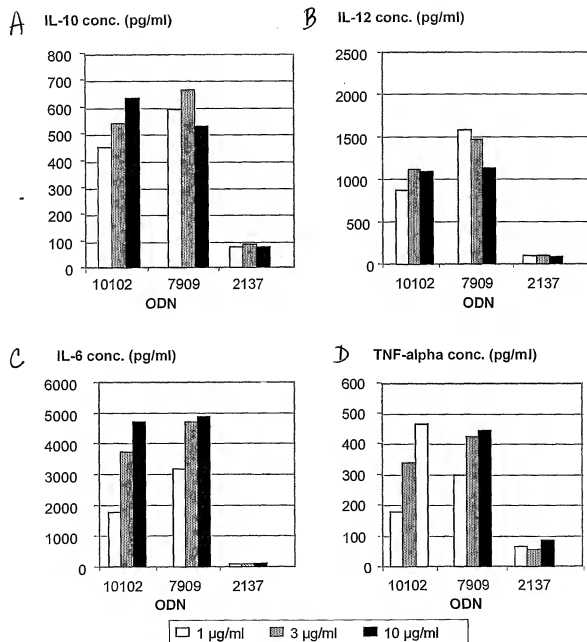 A IL-10 conc. (pg/ml)
800
700
600
500
400
300
200
100
0
10102 7909 2137
ODN
B IL-12 conc. (pg/ml)
2500
2000
1500
1000
500
0
10102 7909 2137
ODN
C IL-6 conc. (pg/ml)
6000
5000
4000
3000
2000
1000
0
10102 7909 2137
ODN
D TNF-alpha conc. (pg/ml)
600
500
400
300
200
100
0
10102 7909 2137
ODN
1 µg/ml 3 µg/ml 10 µg/ml